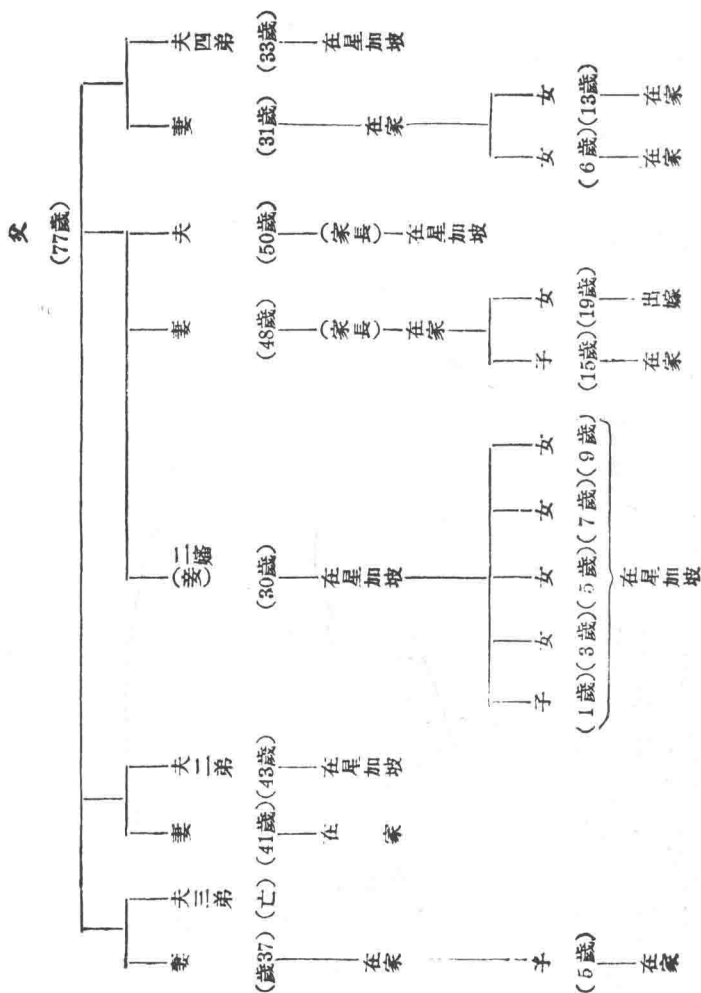 父
(77歲)
夫四弟
(33歲)
在星加坡
妻
(31歲)
在家
女
(13歲)
在家
女
(6歲)
在家
夫
(50歲)
(家長)
在星加坡
妻
(48歲)
(家長)
在家
女
(19歲)
出嫁
子
(15歲)
在家
二嬸
(妾)
(30歲)
在星加坡
女
(9歲)
女
(7歲)
女
(5歲)
女
(3歲)
子
(1歲)
在星加坡
夫二弟
(43歲)
在星加坡
妻
(41歲)
在家
夫三弟
(亡)
妻
(歲37)
在家
子
(5歲)
在家